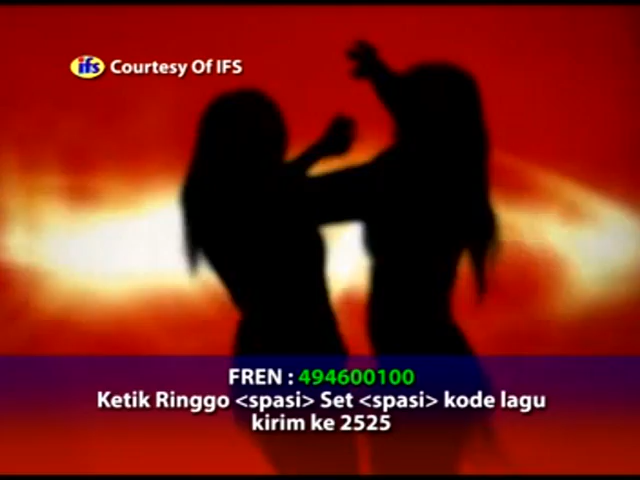 ifs Courtesy Of IFS
FREN : 494600100
Ketik Ringgo <spasi> Set <spasi> kode lagu
kirim ke 2525